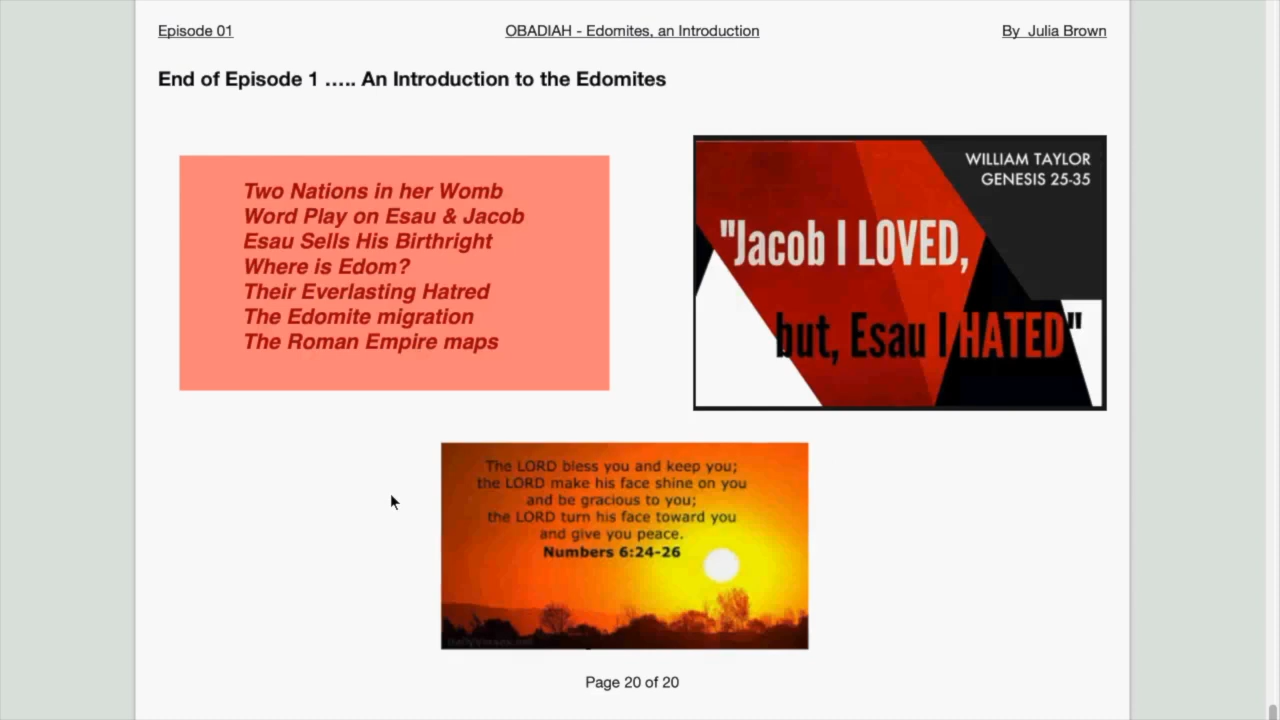 Episode 01
OBADIAH - Edomites, an Introduction
By Julia Brown
End of Episode 1 ..... An Introduction to the Edomites
Two Nations in her Womb
Word Play on Esau & Jacob
Esau Sells His Birthright
Where is Edom?
Their Everlasting Hatred
The Edomite migration
The Roman Empire maps
WILLIAM TAYLOR
GENESIS 25-35
"Jacob I LOVED,
but, Esau I HATED"
The LORD bless you and keep you;
the LORD make his face shine on you
and be gracious to you;
the LORD turn his face toward you
and give you peace.
Numbers 6:24-26
Page 20 of 20